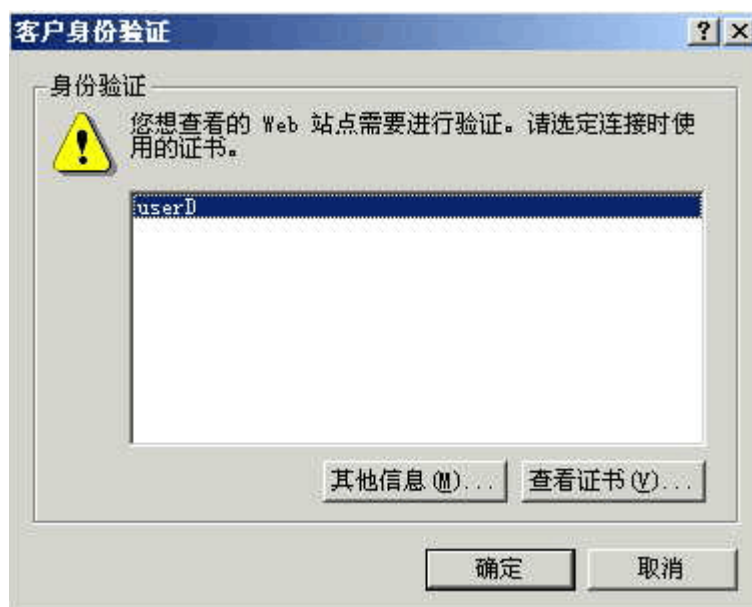 客户身份验证
身份验证
您想查看的 Web 站点需要进行验证。请选定连接时使
用的证书。
userD
其他信息(M)... 查看证书(V)...
确定 取消